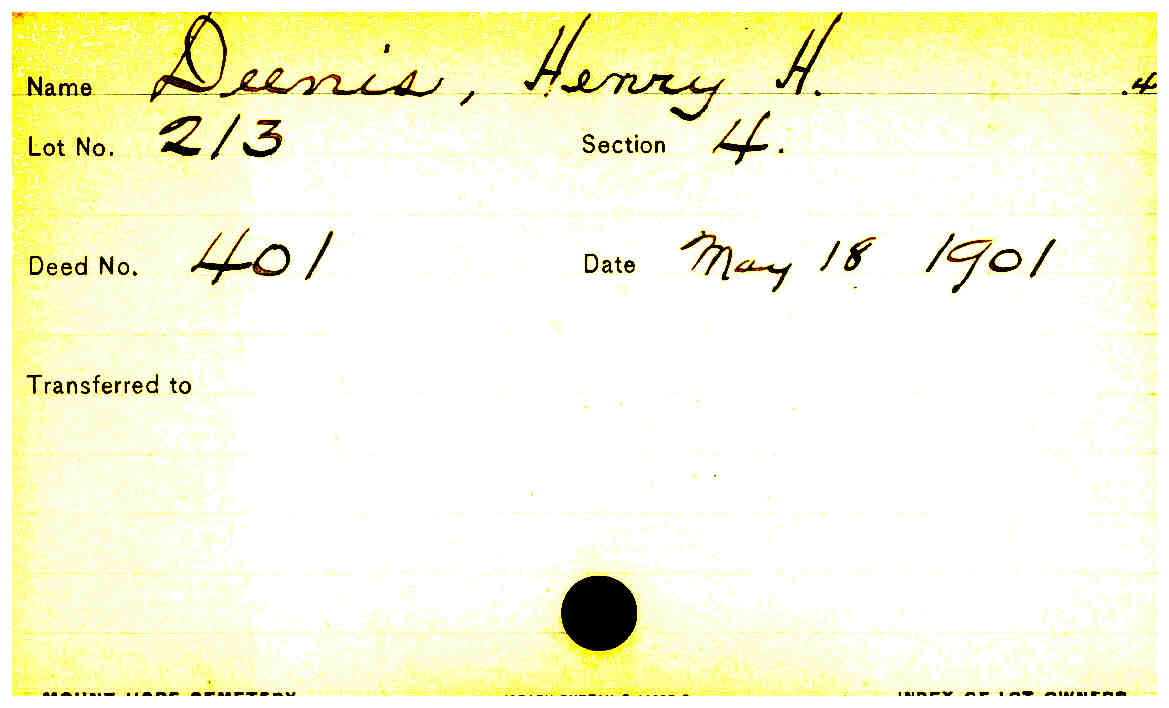 Name Deenis, Henry H. .4
Lot No. 213 Section 4.
Deed No. 401 Date May 18 1901
Transferred to
MOUNT HOPE CEMETERY INDEX OF LOT OWNERS